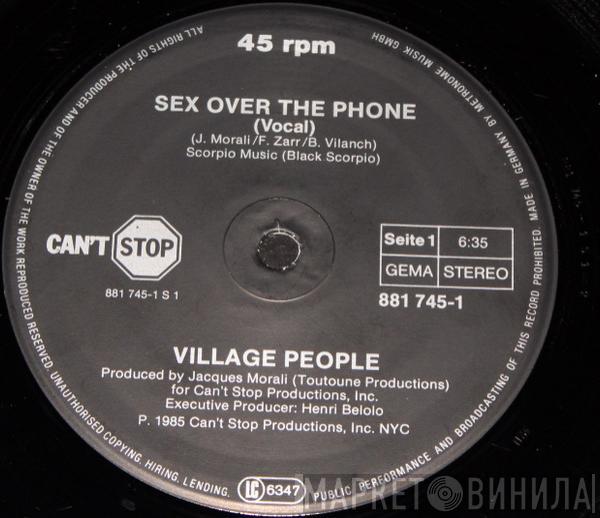 45 rpm
SEX OVER THE PHONE
(Vocal)
(J. Morali/F. Zarr/B. Vilanch)
Scorpio Music (Black Scorpio)
CAN'T STOP
881 745-1 S 1
Seite 1 6:35
GEMA STEREO
881 745-1
VILLAGE PEOPLE
Produced by Jacques Morali (Toutoune Productions)
for Can't Stop Productions, Inc.
Executive Producer: Henri Belolo
P. 1985 Can't Stop Productions, Inc. NYC
LC 6347
ALL RIGHTS OF THE PRODUCER AND OF THE OWNER OF THE WORK REPRODUCED RESERVED. UNAUTHORISED COPYING, HIRING, LENDING, PUBLIC PERFORMANCE AND BROADCASTING OF THIS RECORD PROHIBITED. MADE IN GERMANY BY METRONOME MUSIK GMBH
МАРКЕТ ВИНИЛА